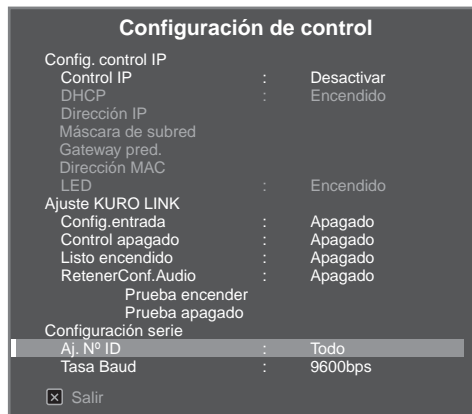 Configuración de control
Config. control IP
Control IP : Desactivar
DHCP : Encendido
Dirección IP
Máscara de subred
Gateway pred.
Dirección MAC
LED : Encendido
Ajuste KURO LINK
Config.entrada : Apagado
Control apagado : Apagado
Listo encendido : Apagado
RetenerConf.Audio : Apagado
Prueba encender
Prueba apagado
Configuración serie
Aj. Nº ID : Todo
Tasa Baud : 9600bps
Salir